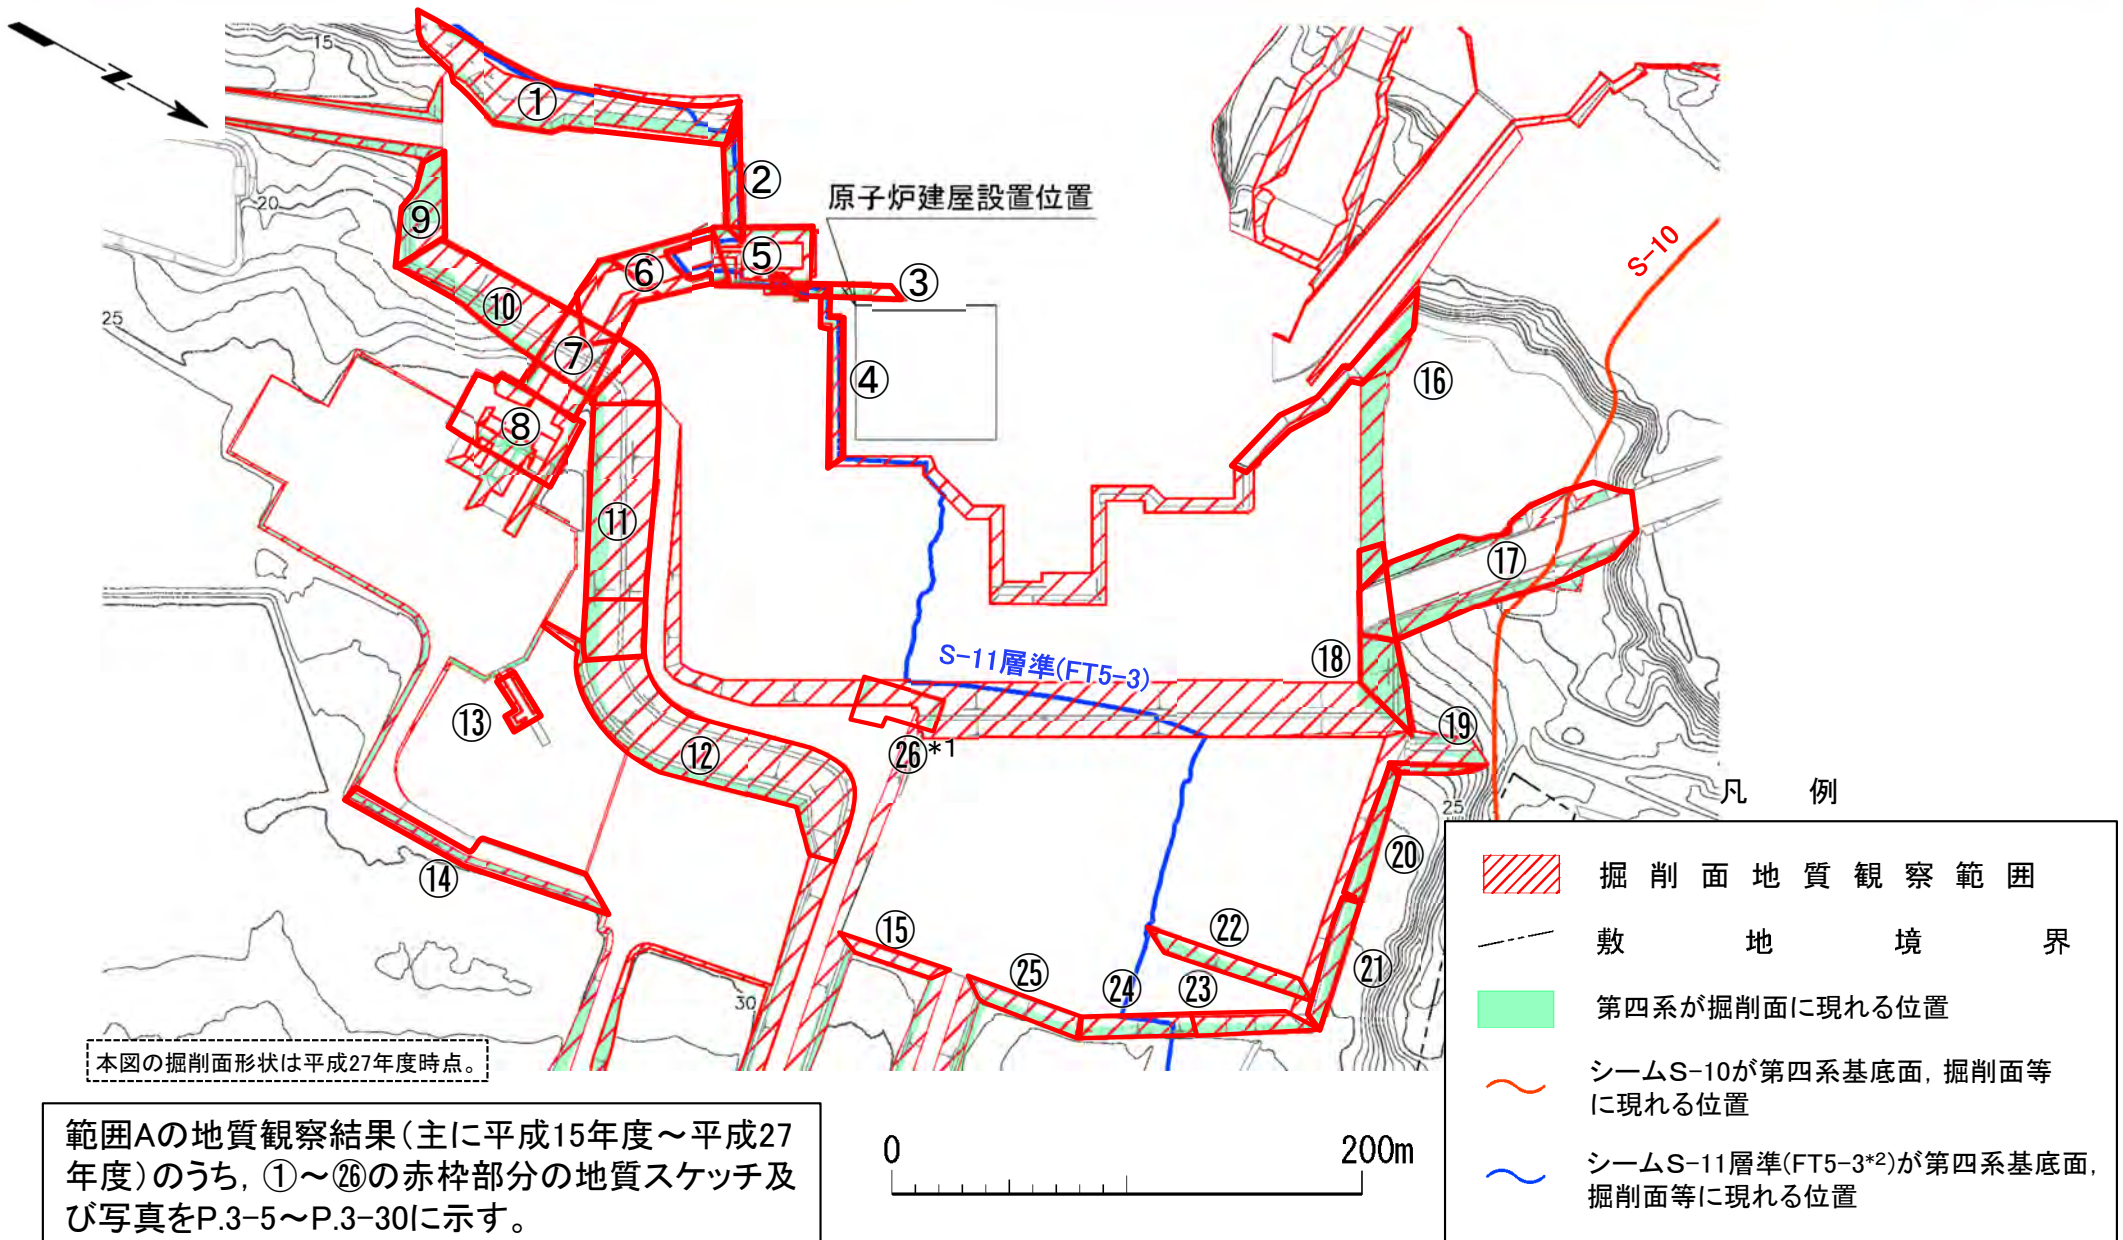 15
N
①
②
原子炉建屋設置位置
20
⑨
⑤
⑥
③
S-10
⑩
25
⑦
④
⑯
⑧
⑪
⑰
S-11層準(FT5-3)
⑱
⑬
⑫
㉖*1
⑲
凡 例
25
⑭
⑳
掘削面地質観察範囲
⑮
㉒
敷地境界
㉕
㉔
㉓
㉑
30
第四系が掘削面に現れる位置
本図の掘削面形状は平成27年度時点。
シームS-10が第四系基底面，掘削面等
に現れる位置
範囲Aの地質観察結果（主に平成15年度～平成27
年度）のうち，①～㉖の赤枠部分の地質スケッチ及
び写真をP.3-5～P.3-30に示す。
0
200m
シームS-11層準(FT5-3*2)が第四系基底面，
掘削面等に現れる位置